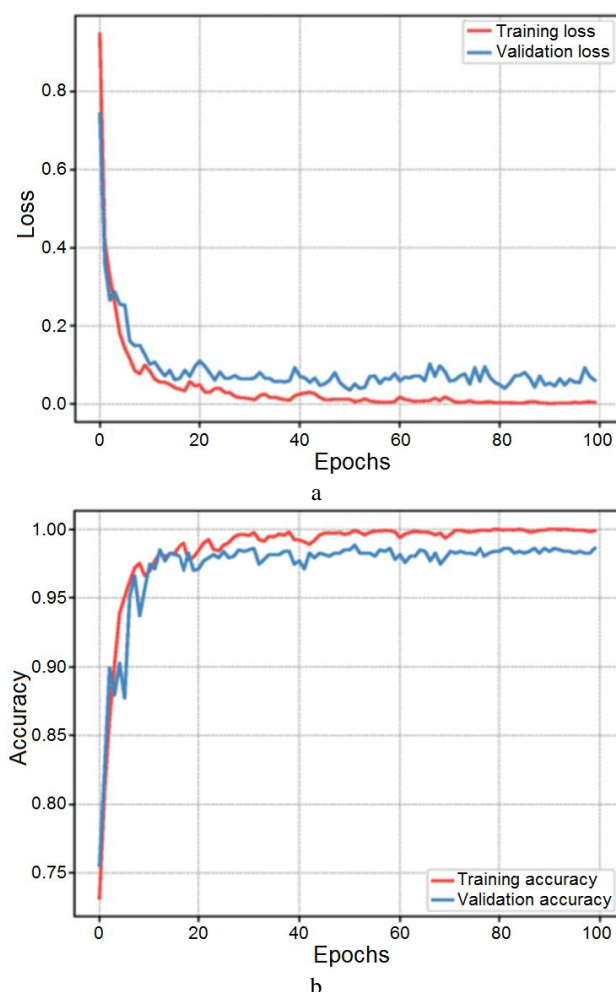 Training loss
Validation loss
0.8
0.6
0.4
0.2
0.0
Loss
0 20 40 60 80 100
Epochs
a
1.00
0.95
0.90
0.85
0.80
0.75
Accuracy
Training accuracy
Validation accuracy
0 20 40 60 80 100
Epochs
b